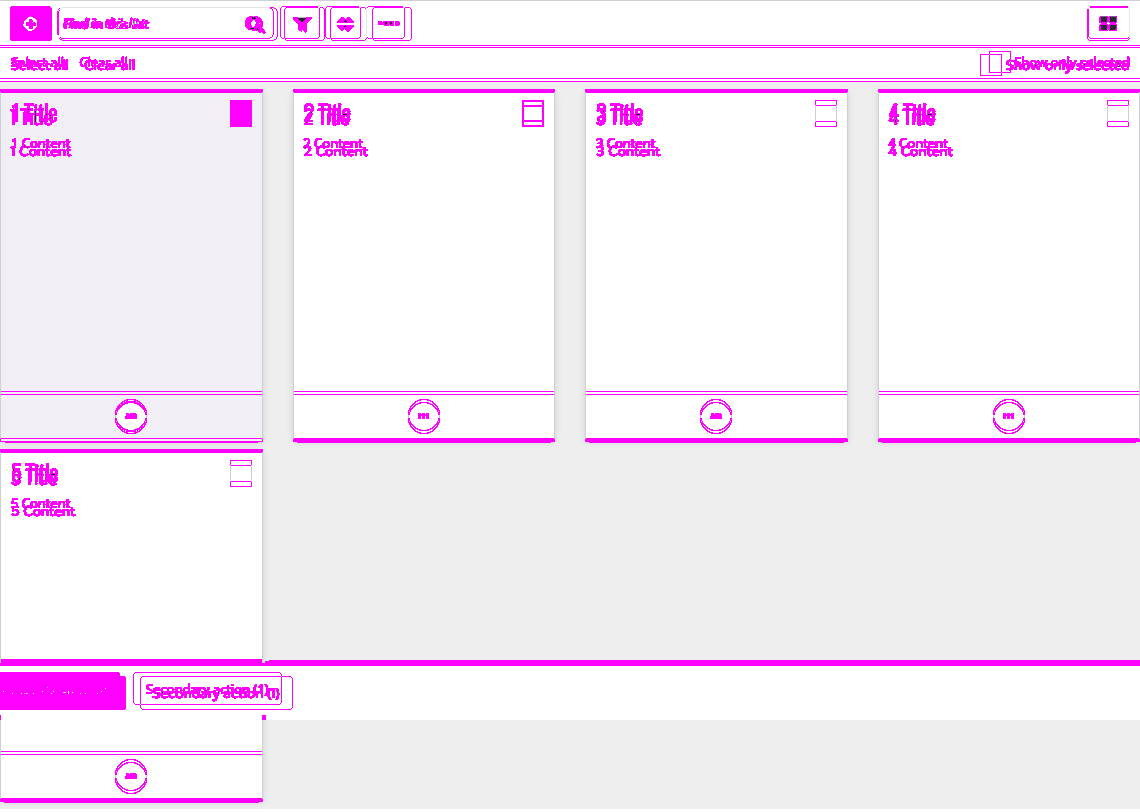 Find in this list
Select all Clear all Show only selected
1 Title 2 Title 3 Title 4 Title
1 Content 2 Content 3 Content 4 Content
5 Title
5 Content
Secondary action (1)